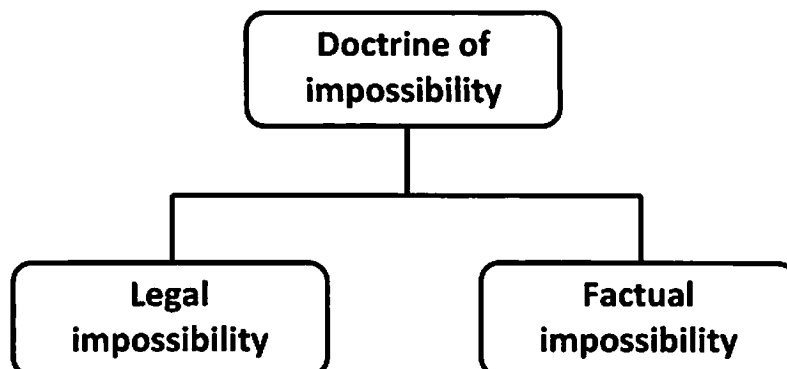 Doctrine of
impossibility
Legal
impossibility
Factual
impossibility